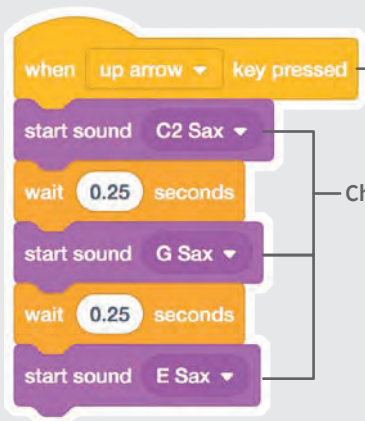 when up arrow key pressed
start sound C2 Sax
wait 0.25 seconds
Ch
start sound G Sax
wait 0.25 seconds
start sound E Sax